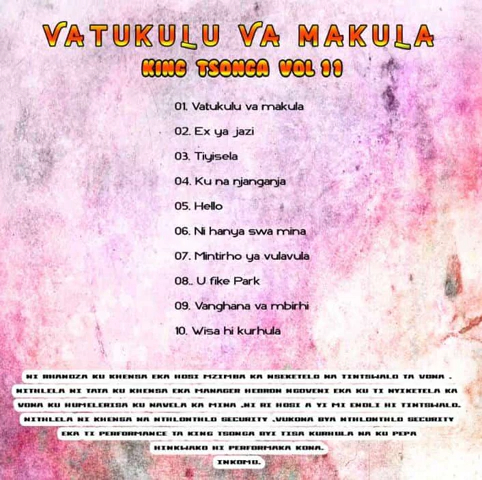 VATUKULU VA MAKULA
KING TSONGA VOL 11
01. Vatukulu va makula
02. Ex ya jazi
03. Tiyisela
04. Ku na njanganja
05. Hello
06. Ni hanya swa mina
07. Mintirho ya vulavula
08.. U fike Park
09. Vanghana va mbirhi
10. Wisa hi kurhula
NI RHANDZA KU KHENSA EKA HOSI MZIMBA KA NSEKETELO NA TINTSWALO TA VONA .
NITHLELA NI TATA KU KHENSA EKA MANAGER HEBRON NGOVENI EKA KU TI NYIKETELA KA
VONA KU HUMELERISA KU NAVELA KA MINA ,NI RI HOSI A YI MI ENDLI HI TINTSWALO.
NITHLELA NI KHENSA NA NTHLONTHLO SECURITY ,VUKONA BYA NTHLONTHLO SECURITY
EKA TI PERFORMANCE TA KING TSONGA BYI TISA KURHULA NA KU PEPA
HINKWAKO NI PERFORMAKA KONA.
INKOMU.